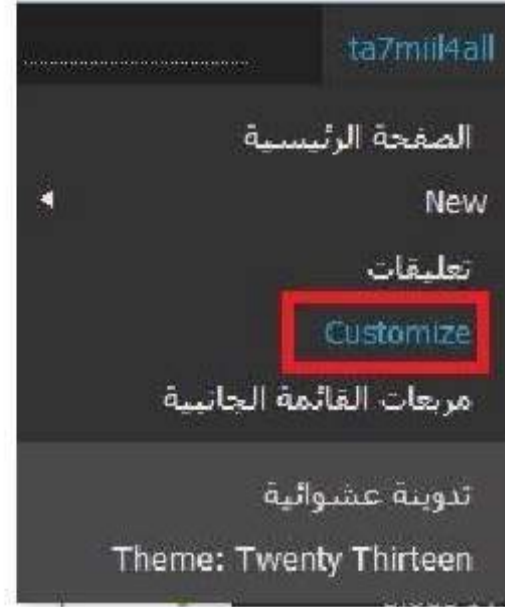 ta7miil4all
الصفحة الرئيسية
New
تعليقات
Customize
مربعات القائمة الجانبية
تدوينة عشوائية
Theme: Twenty Thirteen